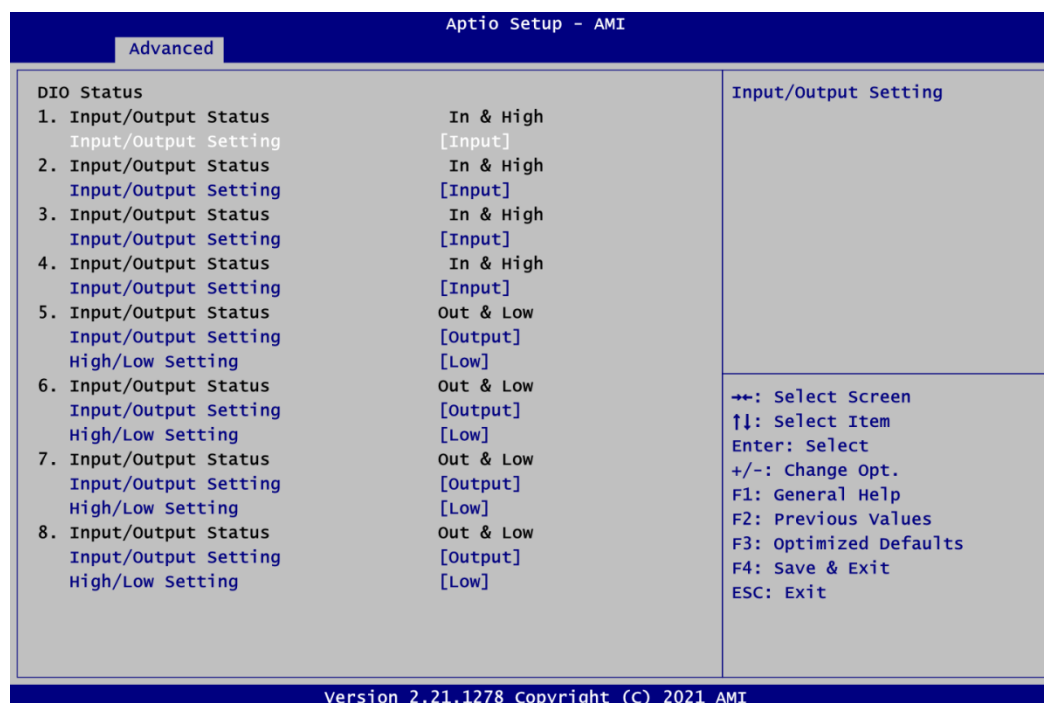 Aptio Setup - AMI
Advanced
DIO Status
1. Input/Output Status In & High
Input/Output Setting [Input]
2. Input/Output Status In & High
Input/Output Setting [Input]
3. Input/Output Status In & High
Input/Output Setting [Input]
4. Input/Output Status In & High
Input/Output Setting [Input]
5. Input/Output Status Out & Low
Input/Output Setting [Output]
High/Low Setting [Low]
6. Input/Output Status Out & Low
Input/Output Setting [Output]
High/Low Setting [Low]
7. Input/Output Status Out & Low
Input/Output Setting [Output]
High/Low Setting [Low]
8. Input/Output Status Out & Low
Input/Output Setting [Output]
High/Low Setting [Low]
Input/Output Setting
→←: Select Screen
↑↓: Select Item
Enter: Select
+/-: Change Opt.
F1: General Help
F2: Previous Values
F3: Optimized Defaults
F4: Save & Exit
ESC: Exit
Version 2.21.1278 Copyright (C) 2021 AMI